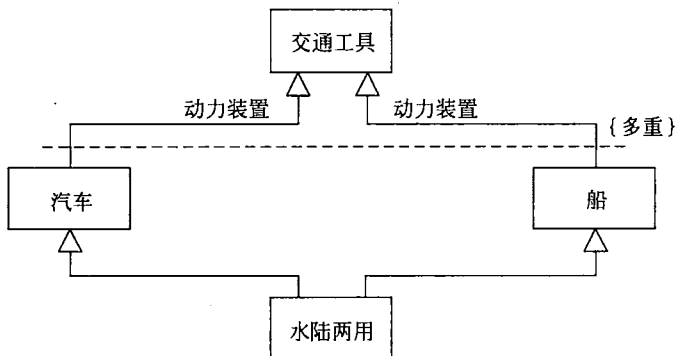 交通工具
动力装置
动力装置
{多重}
汽车
船
水陆两用